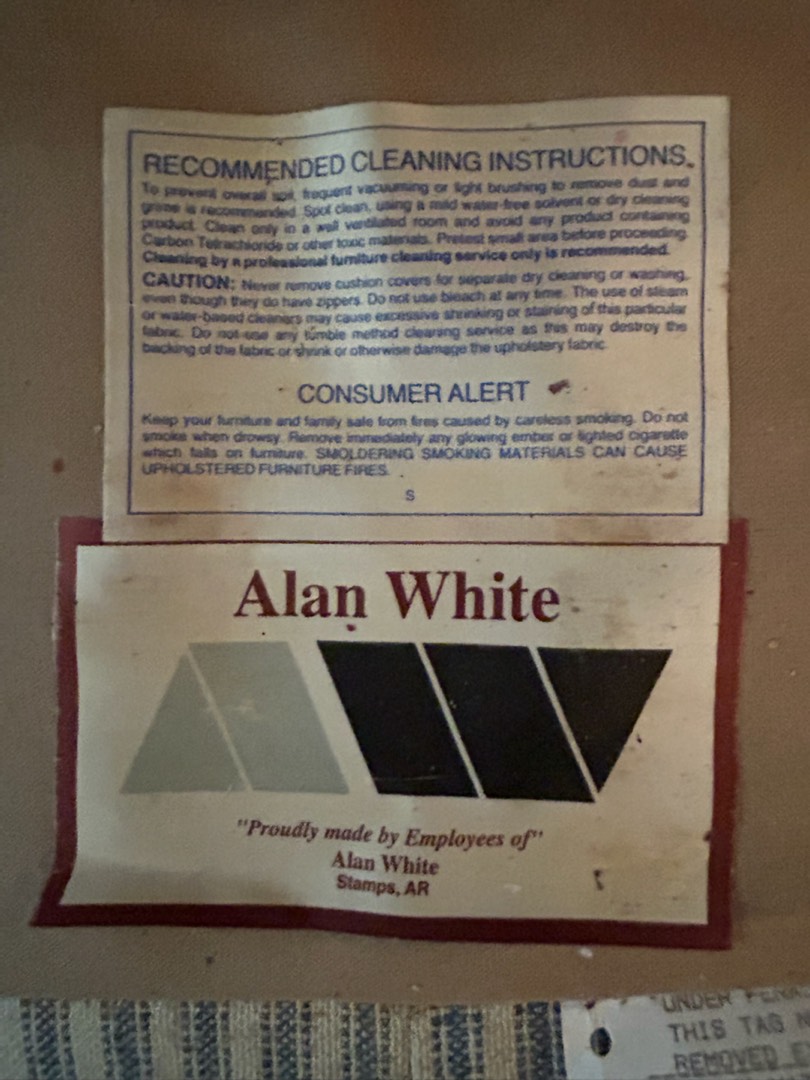 RECOMMENDED CLEANING INSTRUCTIONS.
To prevent overall soil, frequent vacuuming or light brushing to remove dust and
grime is recommended. Spot clean, using a mild water-free solvent or dry cleaning
product. Clean only in a well ventilated room and avoid any product containing
Carbon Tetrachloride or other toxic materials. Pretest small area before proceeding.
Cleaning by a professional furniture cleaning service only is recommended.
CAUTION: Never remove cushion covers for separate dry cleaning or washing,
even though they do have zippers. Do not use bleach at any time. The use of steam
or water-based cleaners may cause excessive shrinking or staining of this particular
fabric. Do not use any tumble method cleaning service as this may destroy the
backing of the fabric or shrink or otherwise damage the upholstery fabric.
CONSUMER ALERT
Keep your furniture and family safe from fires caused by careless smoking. Do not
smoke when drowsy. Remove immediately any glowing ember or lighted cigarette
which falls on furniture. SMOLDERING SMOKING MATERIALS CAN CAUSE
UPHOLSTERED FURNITURE FIRES.
S
Alan White
"Proudly made by Employees of"
Alan White
Stamps, AR
UNDER
THIS TAG
REMOVED